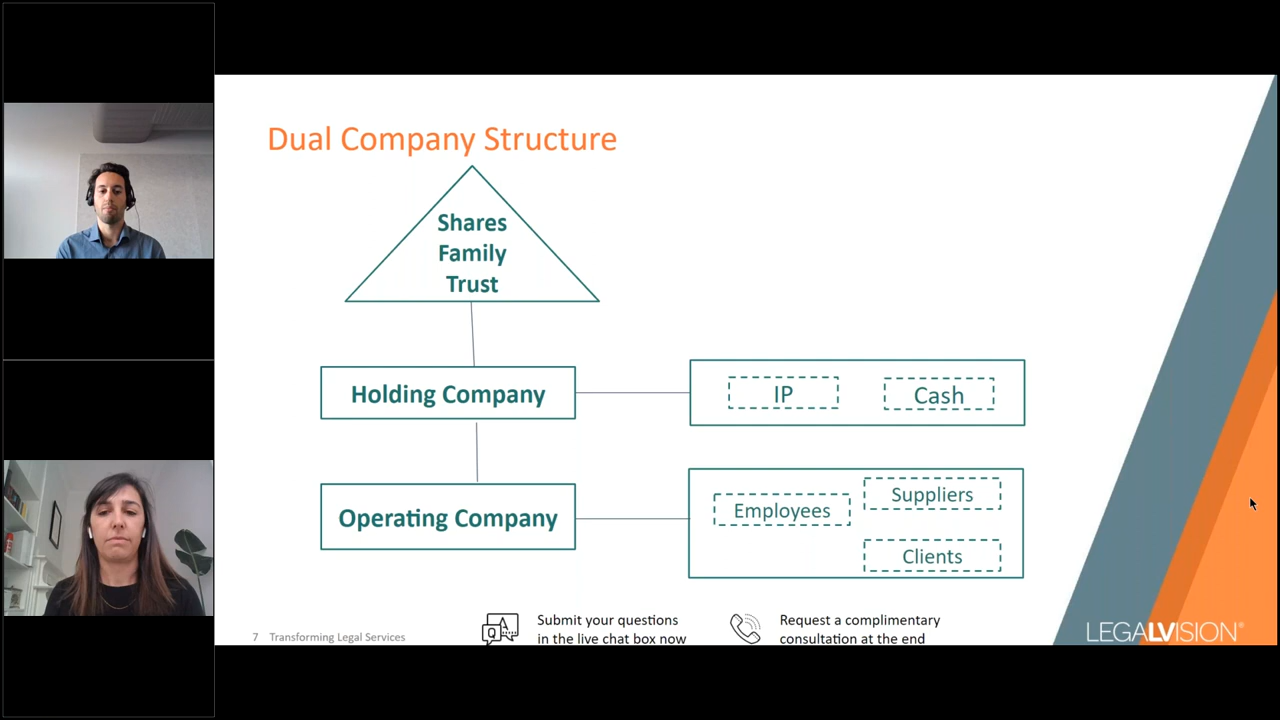 Dual Company Structure
Shares
Family
Trust
Holding Company
IP
Cash
Operating Company
Employees
Suppliers
Clients
Q
A
Submit your questions
in the live chat box now
Request a complimentary
consultation at the end
7 Transforming Legal Services
LEGALVISION®